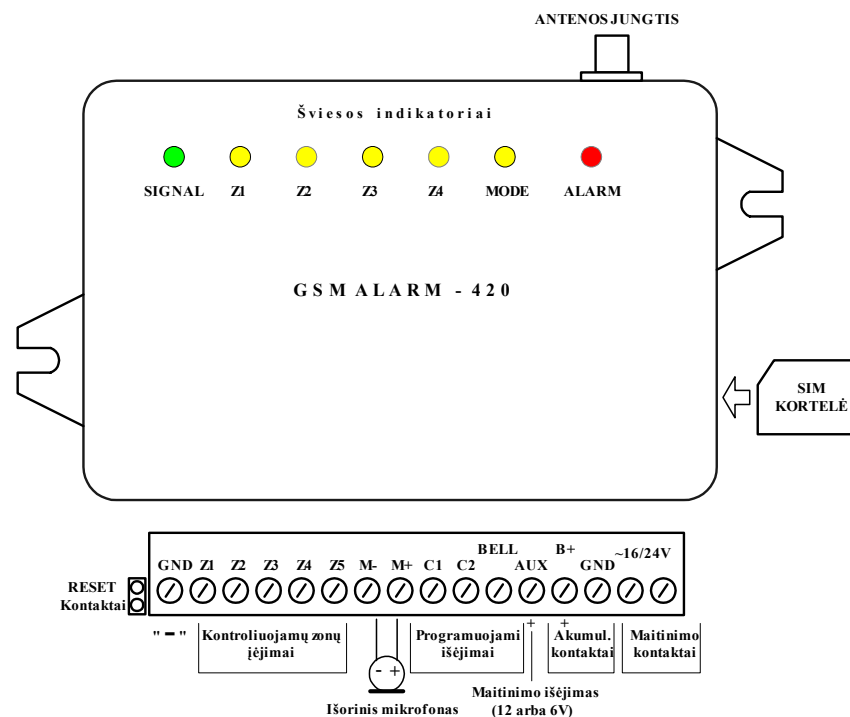 ANTENOS JUNGTIS
Šviesos indikatoriai
SIGNAL Z1 Z2 Z3 Z4 MODE ALARM
GSM ALARM - 420
SIM
KORTELĖ
BELL B+ ~16/24V
GND Z1 Z2 Z3 Z4 Z5 M- M+ C1 C2 AUX GND
RESET
Kontaktai
+ +
"-" Kontroliuojamų zonų
įėjimai
Programuojami
išėjimai
Akumul.
kontaktai
Maitinimo
kontaktai
- +
Išorinis mikrofonas
Maitinimo išėjimas
(12 arba 6V)